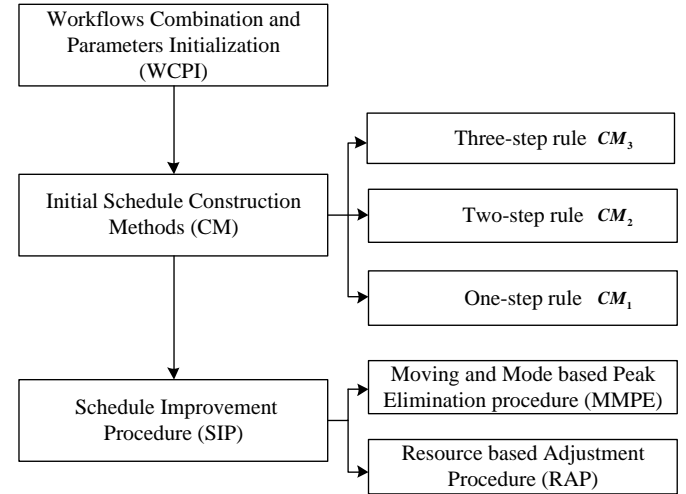 Workflows Combination and
Parameters Initialization
(WCPI)
Three-step rule CM₃
Initial Schedule Construction
Methods (CM)
Two-step rule CM₂
One-step rule CM₁
Schedule Improvement
Procedure (SIP)
Moving and Mode based Peak
Elimination procedure (MMPE)
Resource based Adjustment
Procedure (RAP)